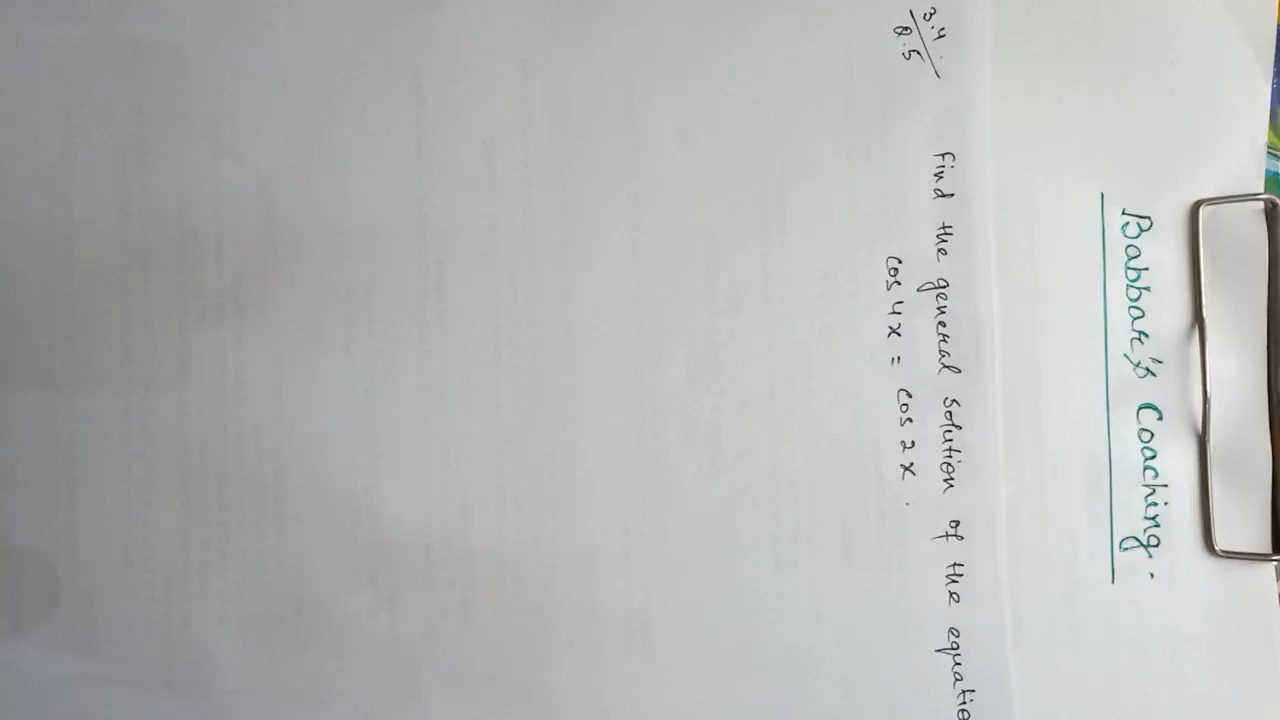 Babbar's Coaching.
3.4
Q.5
Find the general solution of the equatio
cos 4x = cos 2x.